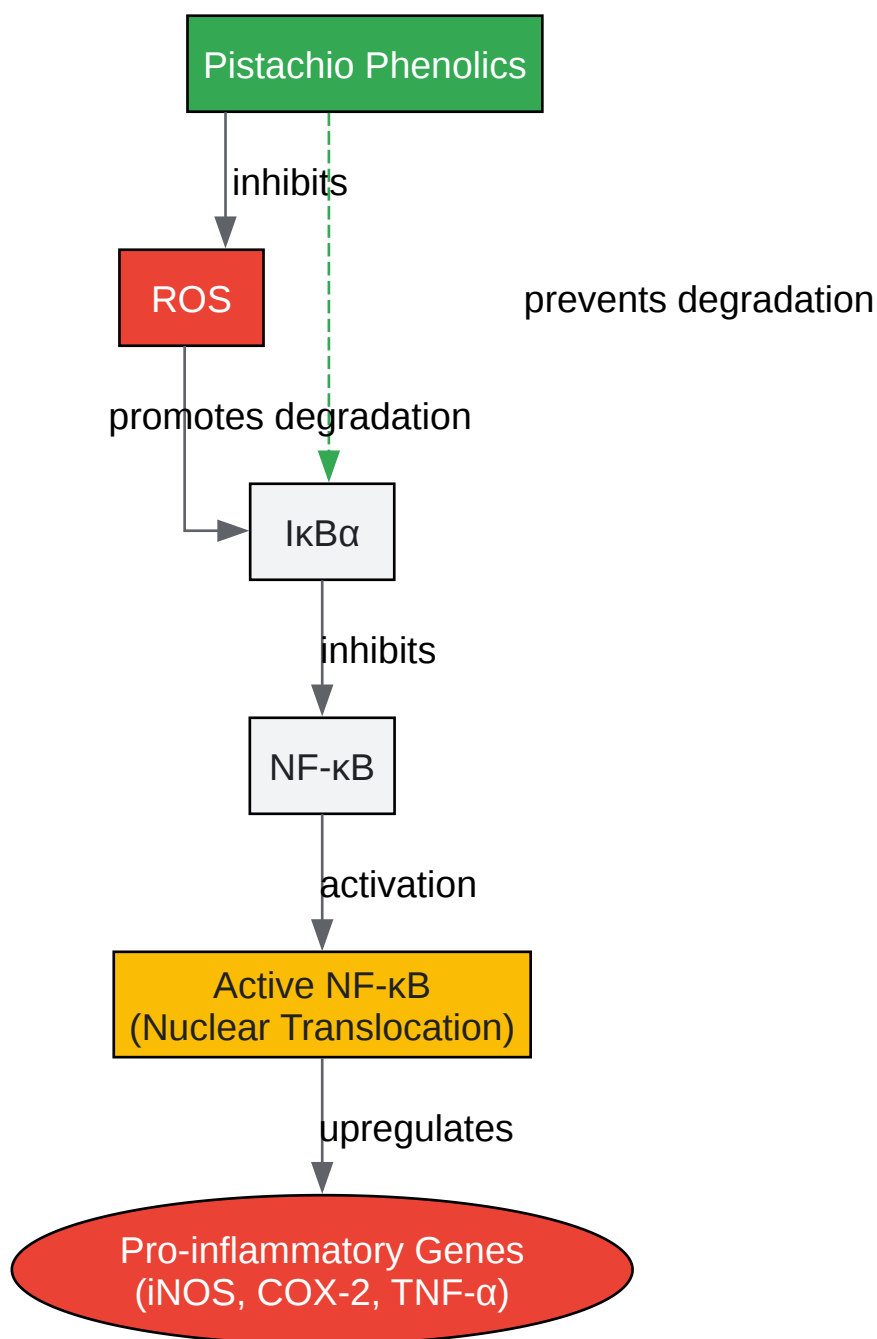 Pistachio Phenolics
inhibits
ROS
prevents degradation
promotes degradation
IκBα
inhibits
NF-κB
activation
Active NF-κB
(Nuclear Translocation)
upregulates
Pro-inflammatory Genes
(iNOS, COX-2, TNF-α)